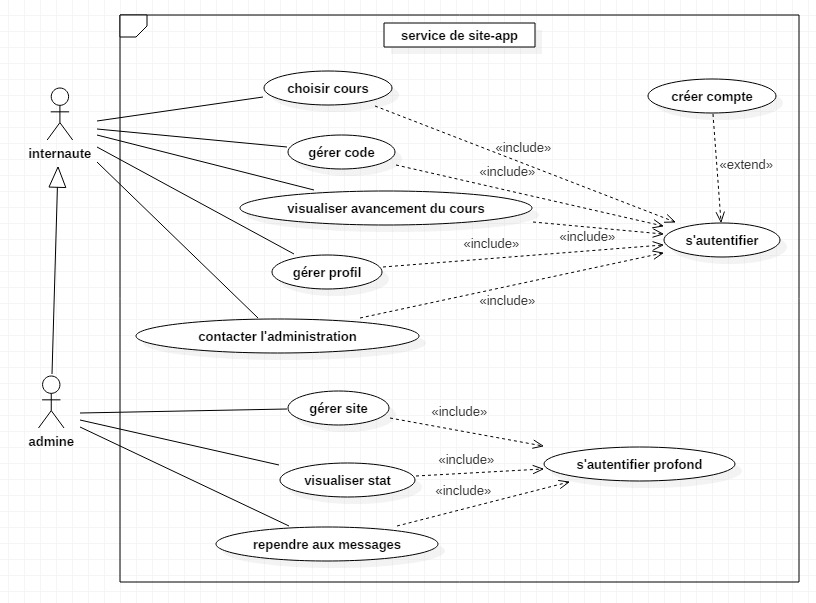 service de site-app
choisir cours
créer compte
internaute
«include»
gérer code
«include»
«extend»
visualiser avancement du cours
«include»
«include»
s'autentifier
gérer profil
«include»
contacter l'administration
gérer site
«include»
admine
«include»
s'autentifier profond
visualiser stat
«include»
rependre aux messages